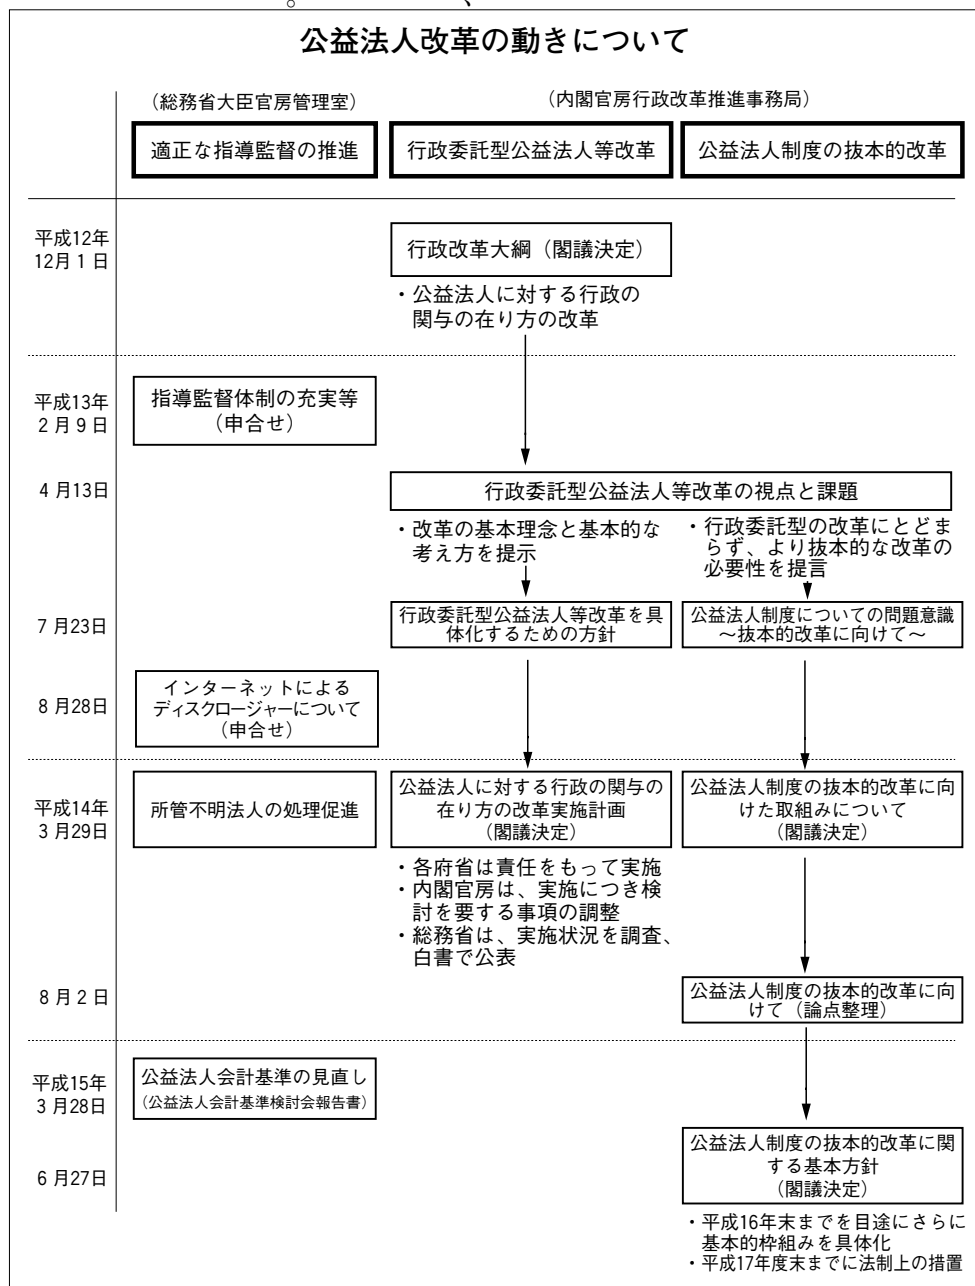 公益法人改革の動きについて
（総務省大臣官房管理室）
（内閣官房行政改革推進事務局）
適正な指導監督の推進
行政委託型公益法人等改革
公益法人制度の抜本的改革
平成12年
12月1日
行政改革大綱（閣議決定）
・公益法人に対する行政の
関与の在り方の改革
平成13年
2月9日
指導監督体制の充実等
（申合せ）
4月13日
行政委託型公益法人等改革の視点と課題
・改革の基本理念と基本的な
考え方を提示
・行政委託型の改革にとどま
らず、より抜本的な改革の
必要性を提言
7月23日
行政委託型公益法人等改革を具
体化するための方針
公益法人制度についての問題意識
～抜本的改革に向けて～
8月28日
インターネットによる
ディスクロージャーについて
（申合せ）
平成14年
3月29日
所管不明法人の処理促進
公益法人に対する行政の関与の
在り方の改革実施計画
（閣議決定）
公益法人制度の抜本的改革に向
けた取組みについて
（閣議決定）
・各府省は責任をもって実施
・内閣官房は、実施につき検
討を要する事項の調整
・総務省は、実施状況を調査、
白書で公表
8月2日
公益法人制度の抜本的改革に向
けて（論点整理）
平成15年
3月28日
公益法人会計基準の見直し
（公益法人会計基準検討会報告書）
6月27日
公益法人制度の抜本的改革に関
する基本方針
（閣議決定）
・平成16年末までを目途にさらに
基本的枠組みを具体化
・平成17年度末までに法制上の措置